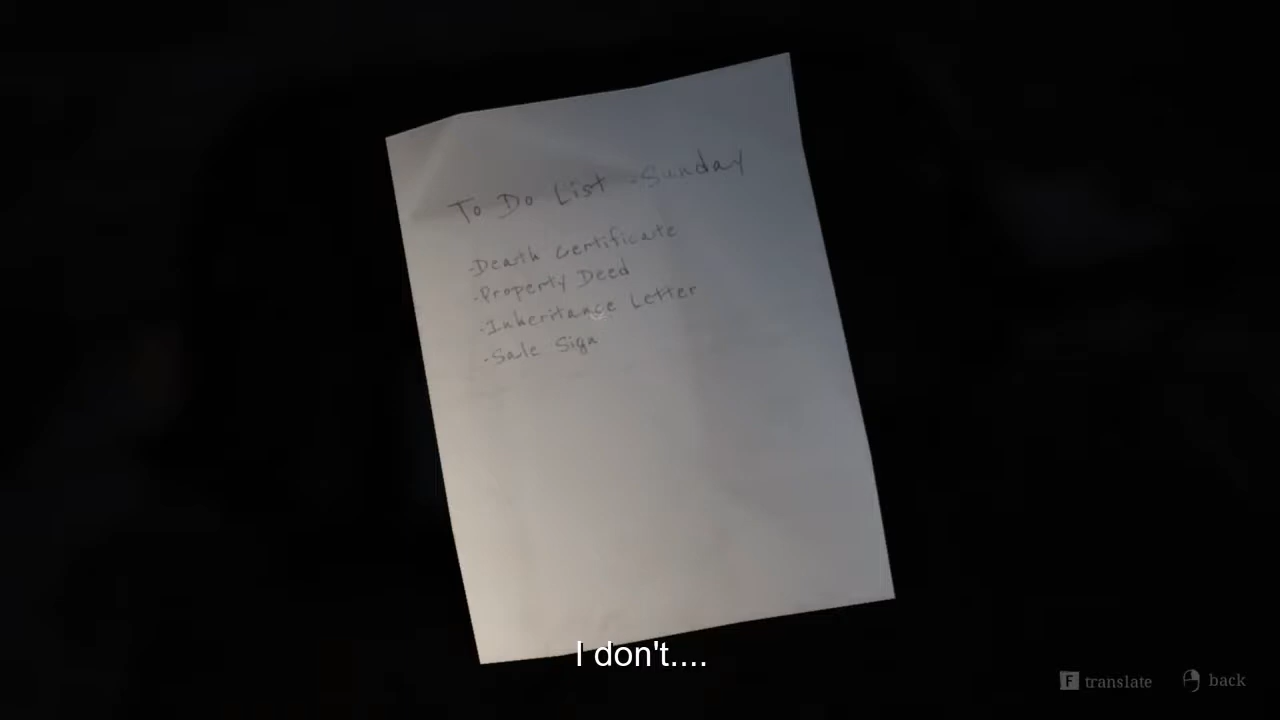 To Do List - Sunday
-Death Certificate
-Property Deed
-Inheritance Letter
-Sale Sign
I don't....
F translate
back